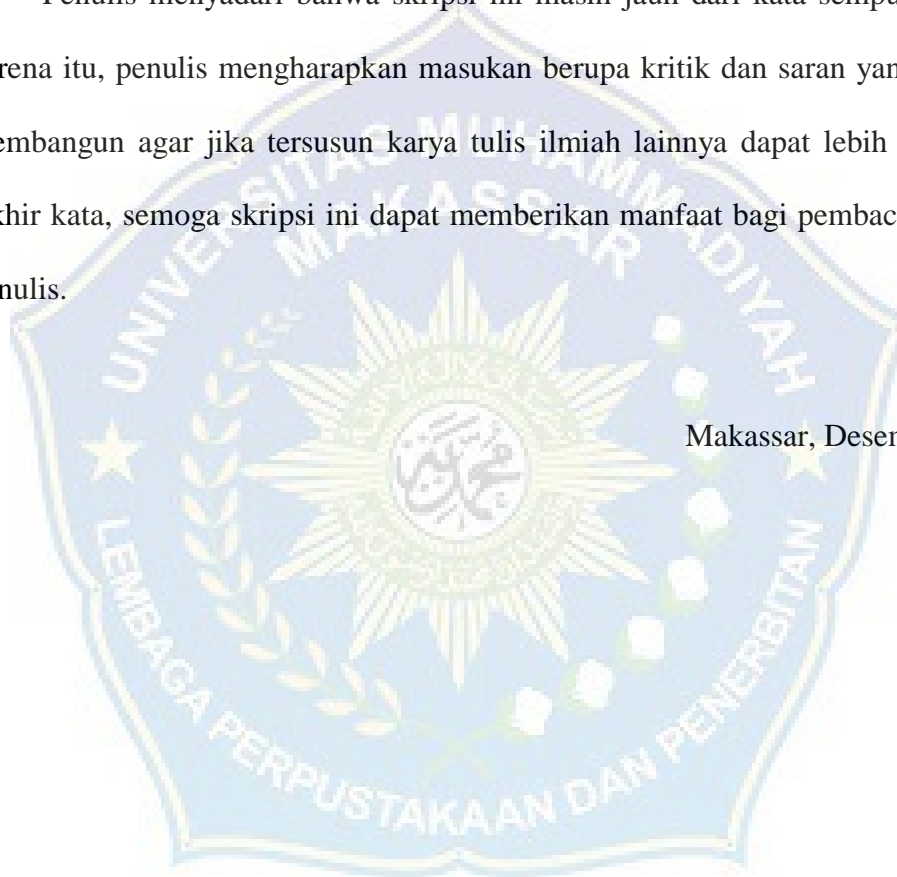 Penulis menyadari bahwa skripsi ini masih jauh dari kata sempu
rena itu, penulis mengharapkan masukan berupa kritik dan saran yan
embangun agar jika tersusun karya tulis ilmiah lainnya dapat lebih
khir kata, semoga skripsi ini dapat memberikan manfaat bagi pembac
nulis.
UNIVERSITAS MUHAMMADIYAH
MAKASSAR
Makassar, Desem
محمدية
LEMBAGA PERPUSTAKAAN DAN PENERBITAN